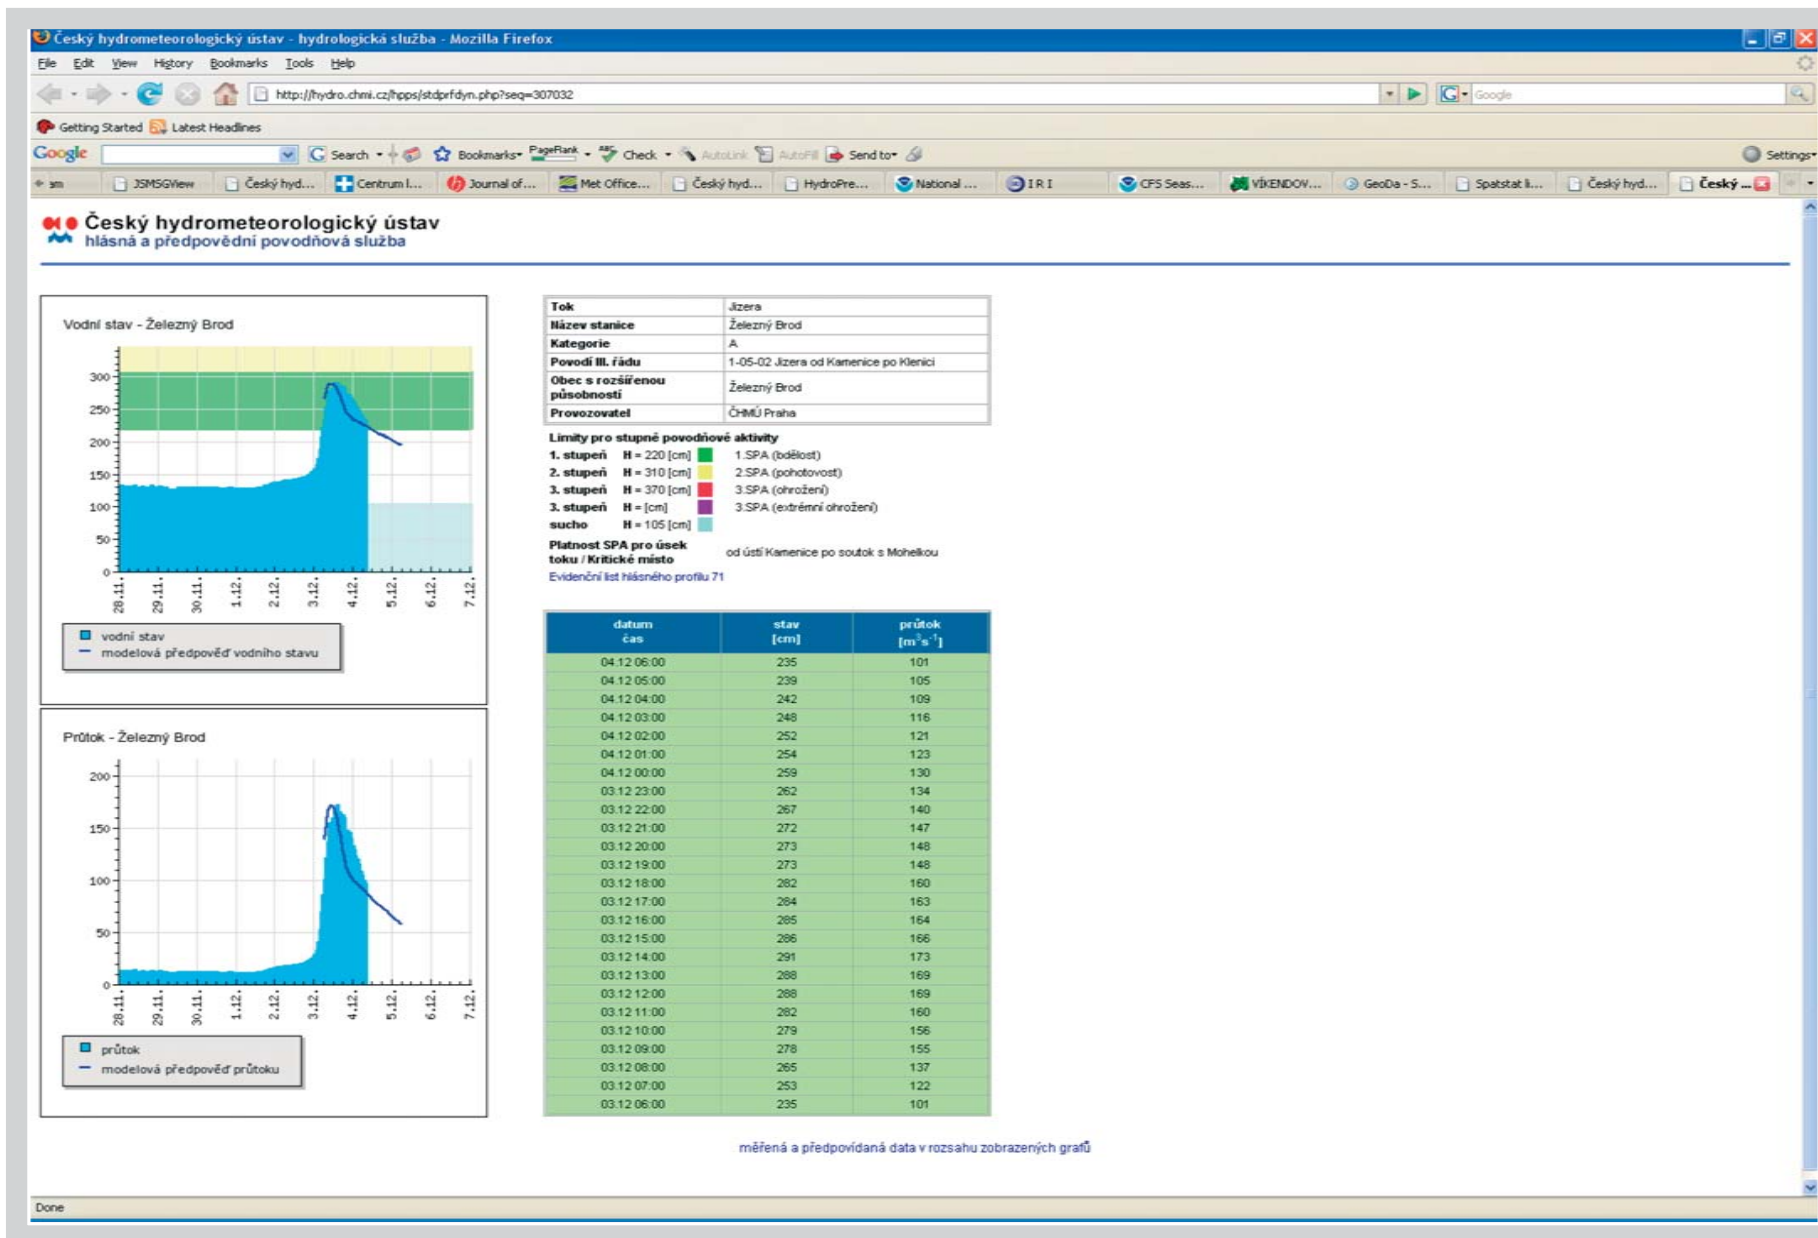 Český hydrometeorologický ústav - hydrologická služba - Mozilla Firefox
File Edit View History Bookmarks Tools Help
http://hydro.chmi.cz/hpps/stdprfdyn.php?seq=307032
G Google
Getting Started Latest Headlines
Google G Search Bookmarks PageRank Check AutoLink AutoFill Send to Settings
sm JSMSGView Český hyd... Centrum l... Journal of... Met Office... Český hyd... HydroPre... National ... I R I CFS Seas... VÍKENDOV... GeoDa - S... Spatstat li... Český hyd... Český ...
Český hydrometeorologický ústav
hlásná a předpovědní povodňová služba
Vodní stav - Železný Brod
300
250
200
150
100
50
0
28.11. 29.11. 30.11. 1.12. 2.12. 3.12. 4.12. 5.12. 6.12. 7.12.
vodní stav
modelová předpověď vodního stavu
Průtok - Železný Brod
200
150
100
50
0
28.11. 29.11. 30.11. 1.12. 2.12. 3.12. 4.12. 5.12. 6.12. 7.12.
průtok
modelová předpověď průtoku
Tok Jizera
Název stanice Železný Brod
Kategorie A
Povodí III. řádu 1-05-02 Jizera od Kamenice po Klenici
Obec s rozšířenou
působností Železný Brod
Provozovatel ČHMÚ Praha
Limity pro stupně povodňové aktivity
1. stupeň H = 220 [cm] 1.SPA (bdělost)
2. stupeň H = 310 [cm] 2.SPA (pohotovost)
3. stupeň H = 370 [cm] 3.SPA (ohrožení)
3. stupeň H = [cm] 3.SPA (extrémní ohrožení)
sucho H = 105 [cm]
Platnost SPA pro úsek
toku / Kritické místo od ústí Kamenice po soutok s Mohelkou
Evidenční list hlásného profilu 71
datum stav průtok
čas [cm] [m³s⁻¹]
04.12 06:00 235 101
04.12 05:00 239 105
04.12 04:00 242 109
04.12 03:00 248 116
04.12 02:00 252 121
04.12 01:00 254 123
04.12 00:00 259 130
03.12 23:00 262 134
03.12 22:00 267 140
03.12 21:00 272 147
03.12 20:00 273 148
03.12 19:00 273 148
03.12 18:00 282 160
03.12 17:00 284 163
03.12 16:00 285 164
03.12 15:00 286 166
03.12 14:00 291 173
03.12 13:00 288 169
03.12 12:00 288 169
03.12 11:00 282 160
03.12 10:00 279 156
03.12 09:00 278 155
03.12 08:00 265 137
03.12 07:00 253 122
03.12 06:00 235 101
měřená a předpovídaná data v rozsahu zobrazených grafů
Done